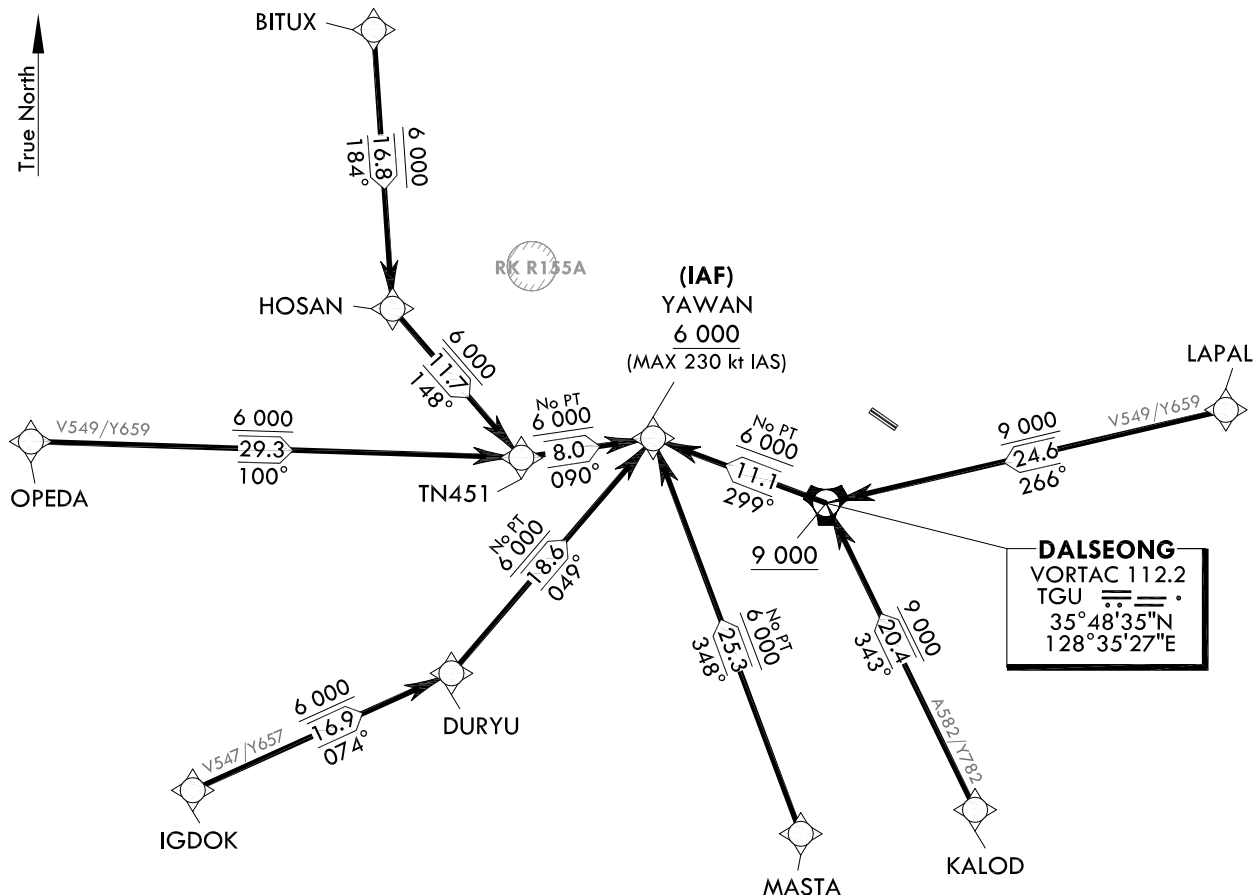 True North
BITUX
6 000
16.8
184°
RK R155A
HOSAN
(IAF)
YAWAN
6 000
(MAX 230 kt IAS)
LAPAL
6 000
11.7
148°
V549/Y659
6 000
29.3
100°
OPEDA
No PT
6 000
8.0
090°
TN451
No PT
6 000
11.1
299°
V549/Y659
9 000
24.6
266°
9 000
DALSEONG
VORTAC 112.2
TGU
35°48'35"N
128°35'27"E
No PT
6 000
18.6
049°
DURYU
V547/Y657
6 000
16.9
074°
IGDOK
No PT
6 000
25.3
348°
MASTA
9 000
20.4
343°
A582/Y782
KALOD